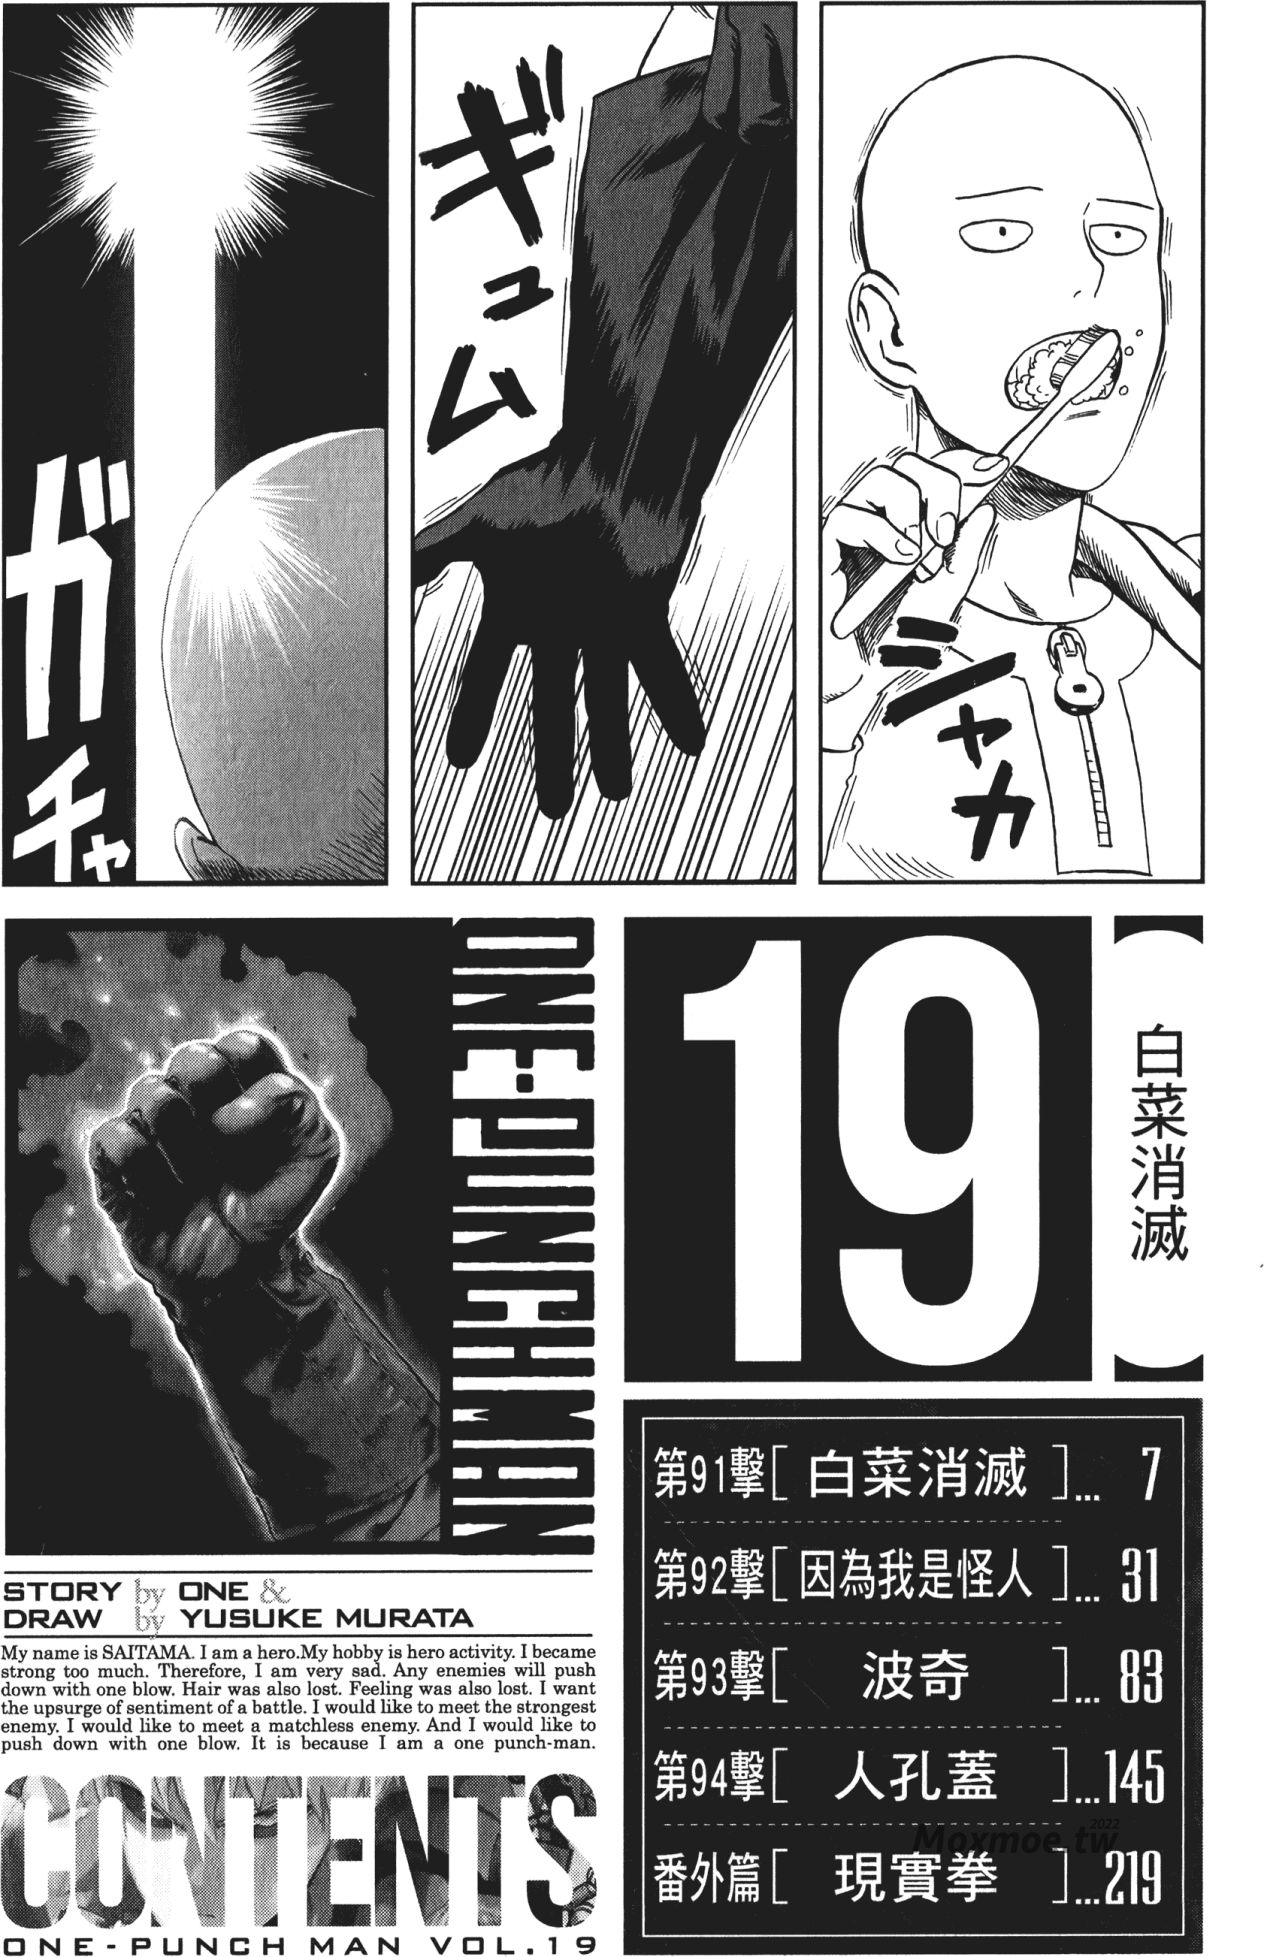 シャカ
ギュム
ガチャ
ONE-PUNCH MAN
19
白菜消滅
STORY by ONE &
DRAW by YUSUKE MURATA
My name is SAITAMA. I am a hero.My hobby is hero activity. I became
strong too much. Therefore, I am very sad. Any enemies will push
down with one blow. Hair was also lost. Feeling was also lost. I want
the upsurge of sentiment of a battle. I would like to meet the strongest
enemy. I would like to meet a matchless enemy. And I would like to
push down with one blow. It is because I am a one punch-man.
CONTENTS
ONE-PUNCH MAN VOL.19
第91擊[白菜消滅]...7
第92擊[因為我是怪人]...31
第93擊[波奇]...83
第94擊[人孔蓋]...145
番外篇[現實拳]...219
2022
Moxmoe.tw